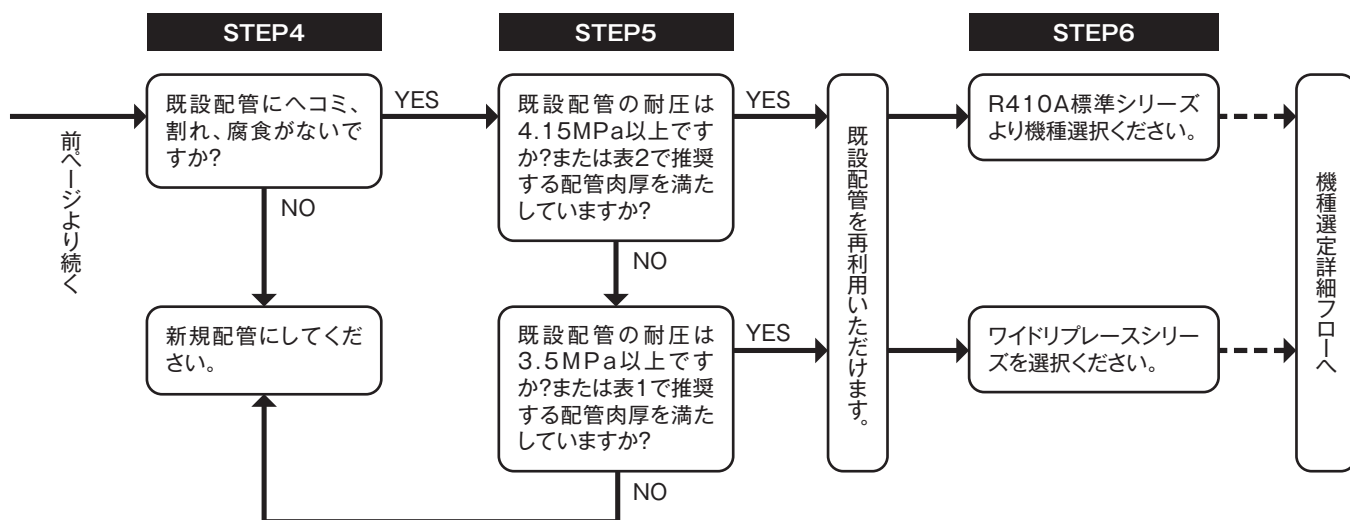 STEP4
STEP5
STEP6
前ページより続く
既設配管にヘコミ、
割れ、腐食がないで
すか?
YES
NO
新規配管にしてくだ
さい。
既設配管の耐圧は
4.15MPa以上です
か?または表2で推奨
する配管肉厚を満た
していますか?
YES
NO
既設配管の耐圧は
3.5MPa以上です
か?または表1で推奨
する配管肉厚を満た
していますか?
YES
NO
既設配管を再利用いただけます。
R410A標準シリーズ
より機種選択ください。
ワイドリプレースシリー
ズを選択ください。
機種選定詳細フローへ